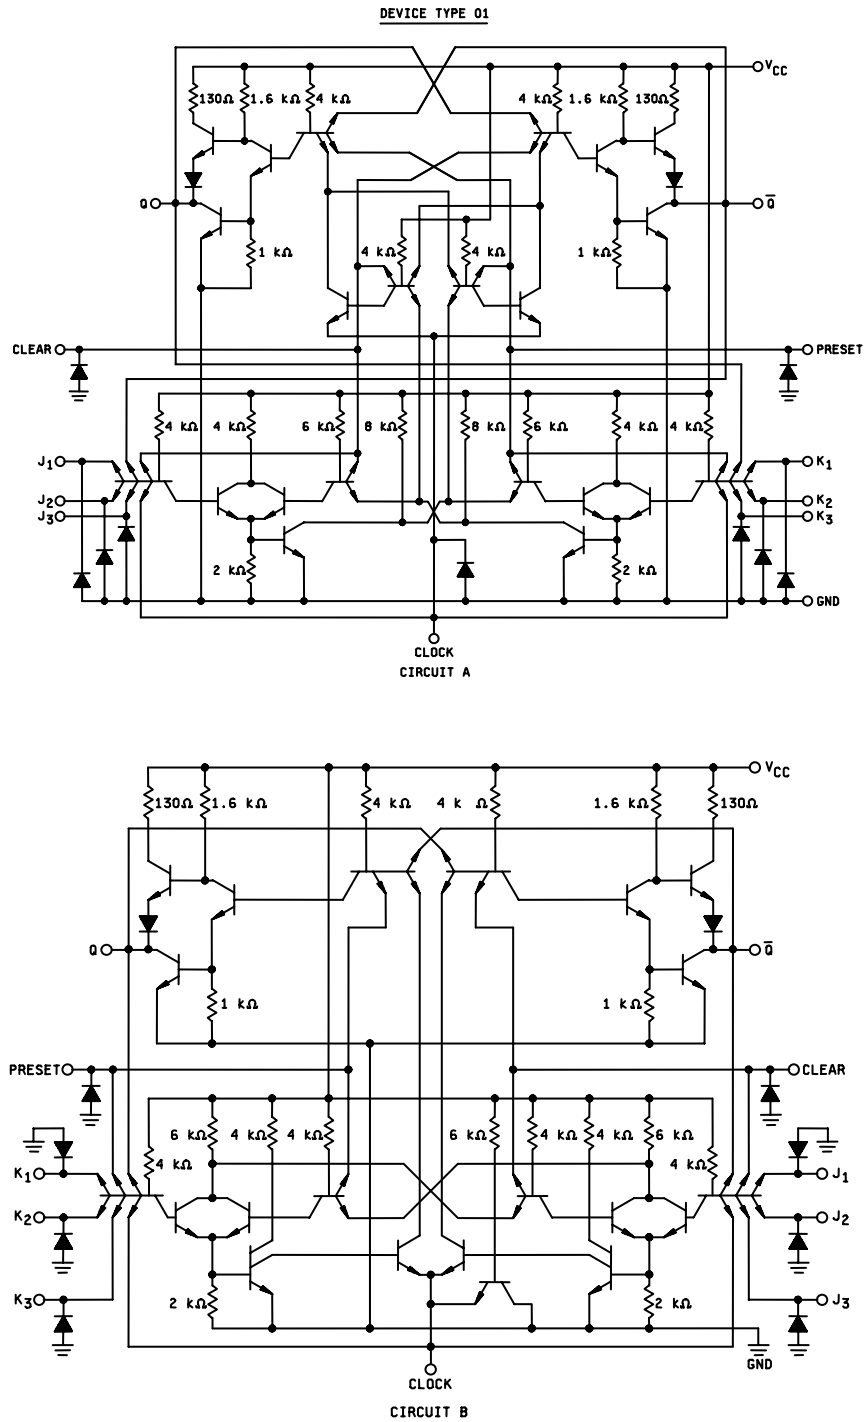 DEVICE TYPE 01
VCC
130Ω 1.6 kΩ 4 kΩ 4 kΩ 1.6 kΩ 130Ω
Q Q̅
1 kΩ 4 kΩ 4 kΩ 1 kΩ
CLEAR PRESET
4 kΩ 4 kΩ 6 kΩ 8 kΩ 8 kΩ 6 kΩ 4 kΩ 4 kΩ
J1 K1
J2 K2
J3 K3
2 kΩ 2 kΩ
GND
CLOCK
CIRCUIT A
VCC
130Ω 1.6 kΩ 4 kΩ 4 k Ω 1.6 kΩ 130Ω
Q Q̅
1 kΩ 1 kΩ
PRESET CLEAR
6 kΩ 4 kΩ 4 kΩ 6 kΩ 4 kΩ 4 kΩ 6 kΩ
4 kΩ 4 kΩ
K1 J1
K2 J2
K3 J3
2 kΩ 2 kΩ
GND
CLOCK
CIRCUIT B